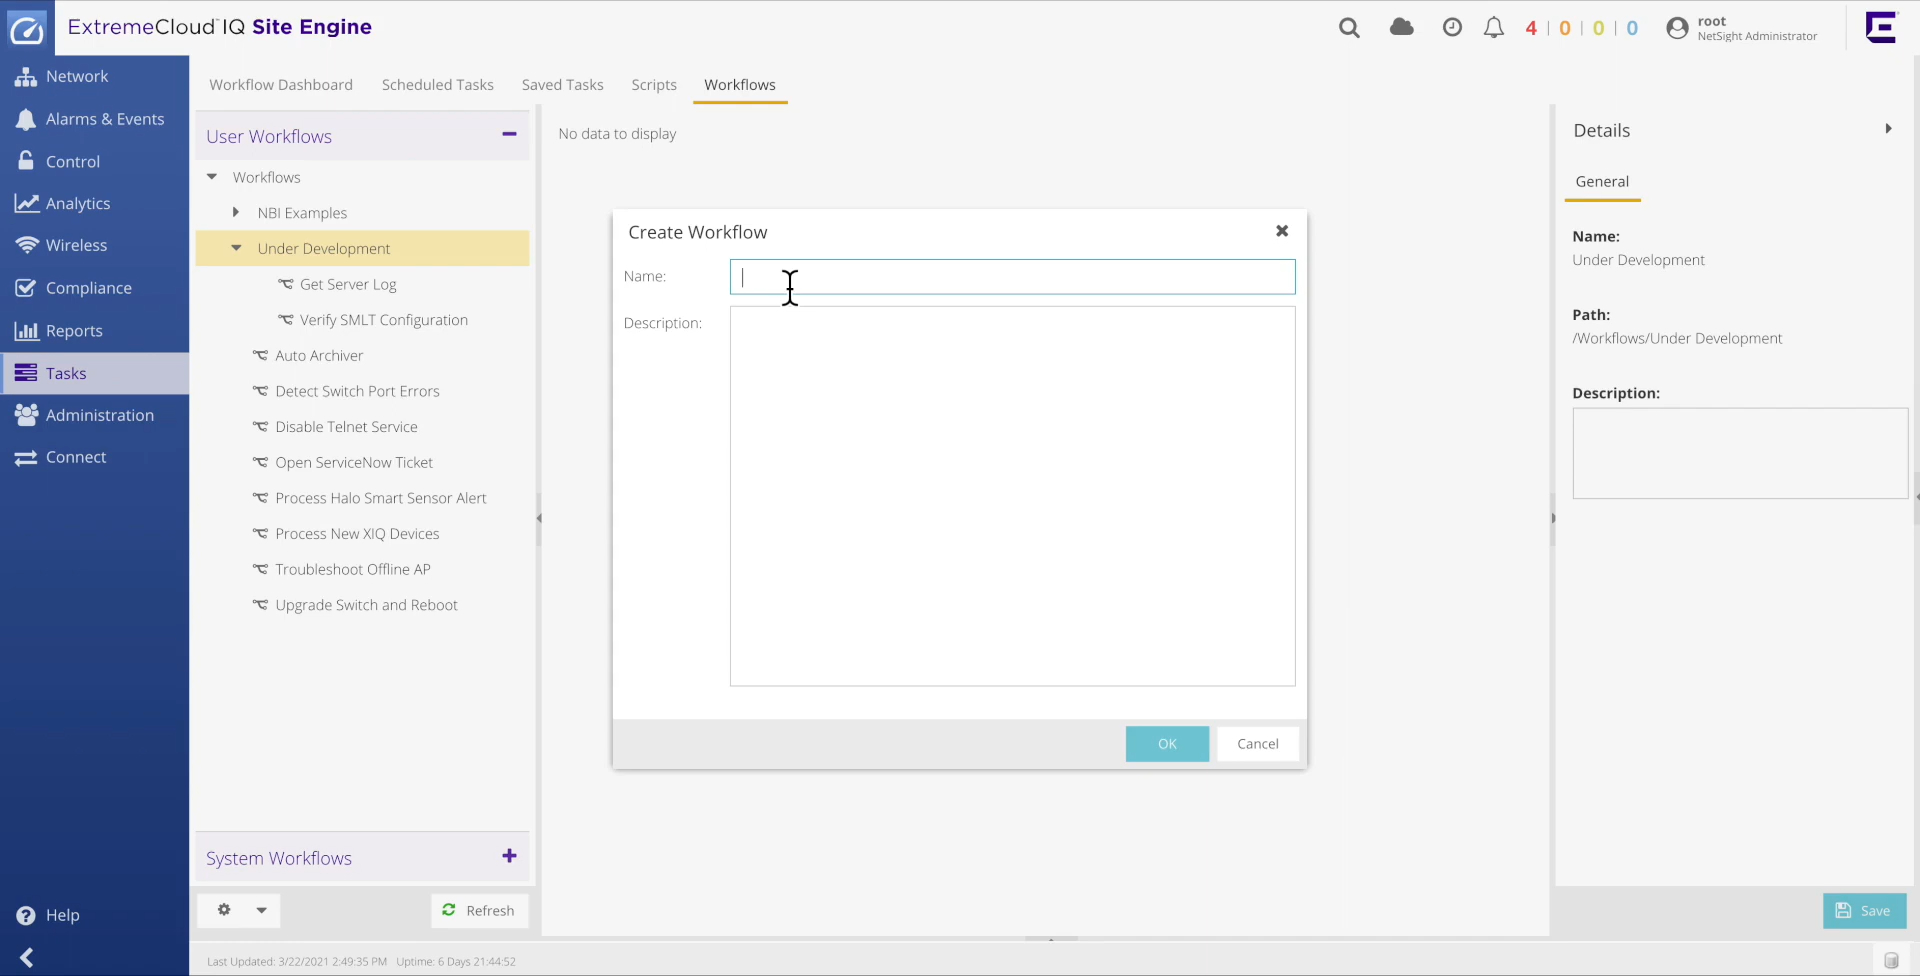 ExtremeCloud IQ Site Engine
4 | 0 | 0 | 0
root
NetSight Administrator
Network
Alarms & Events
Control
Analytics
Wireless
Compliance
Reports
Tasks
Administration
Connect
Help
Workflow Dashboard
Scheduled Tasks
Saved Tasks
Scripts
Workflows
User Workflows
Workflows
NBI Examples
Under Development
Get Server Log
Verify SMLT Configuration
Auto Archiver
Detect Switch Port Errors
Disable Telnet Service
Open ServiceNow Ticket
Process Halo Smart Sensor Alert
Process New XIQ Devices
Troubleshoot Offline AP
Upgrade Switch and Reboot
System Workflows
Refresh
No data to display
Create Workflow
Name:
Description:
OK
Cancel
Details
General
Name:
Under Development
Path:
/Workflows/Under Development
Description:
Save
Last Updated: 3/22/2021 2:49:35 PM Uptime: 6 Days 21:44:52